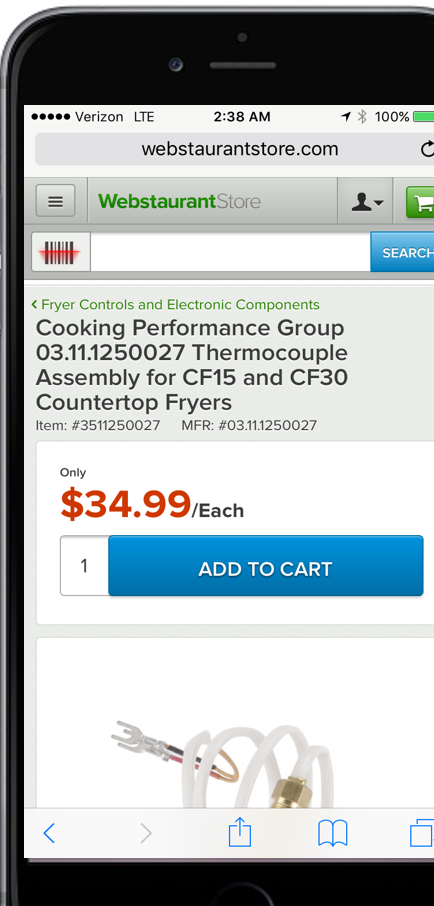 Verizon LTE 2:38 AM 100%
webstaurantstore.com
WebstaurantStore
SEARCH
Fryer Controls and Electronic Components
Cooking Performance Group
03.11.1250027 Thermocouple
Assembly for CF15 and CF30
Countertop Fryers
Item: #3511250027 MFR: #03.11.1250027
Only
$34.99/Each
1 ADD TO CART